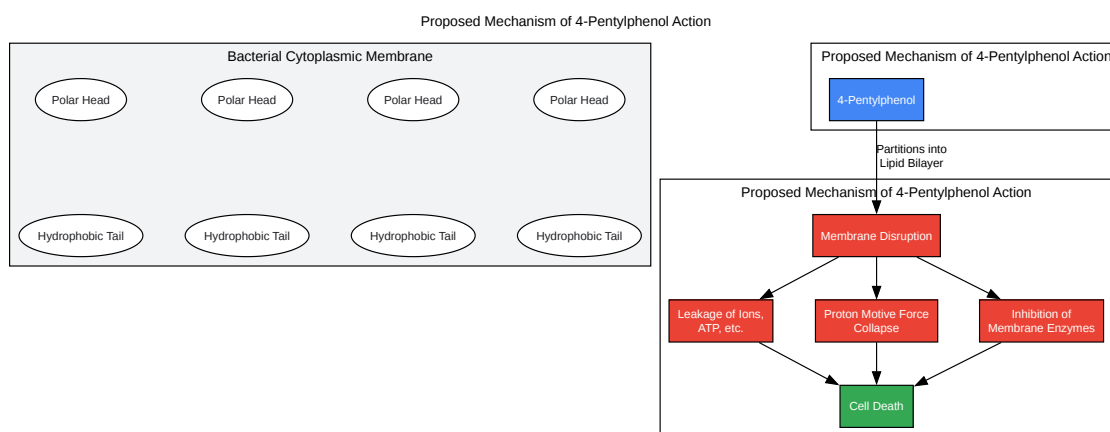 Proposed Mechanism of 4-Pentylphenol Action
Bacterial Cytoplasmic Membrane
Polar Head
Polar Head
Polar Head
Polar Head
Hydrophobic Tail
Hydrophobic Tail
Hydrophobic Tail
Hydrophobic Tail
Proposed Mechanism of 4-Pentylphenol Action
4-Pentylphenol
Partitions into
Lipid Bilayer
Proposed Mechanism of 4-Pentylphenol Action
Membrane Disruption
Leakage of Ions,
ATP, etc.
Proton Motive Force
Collapse
Inhibition of
Membrane Enzymes
Cell Death